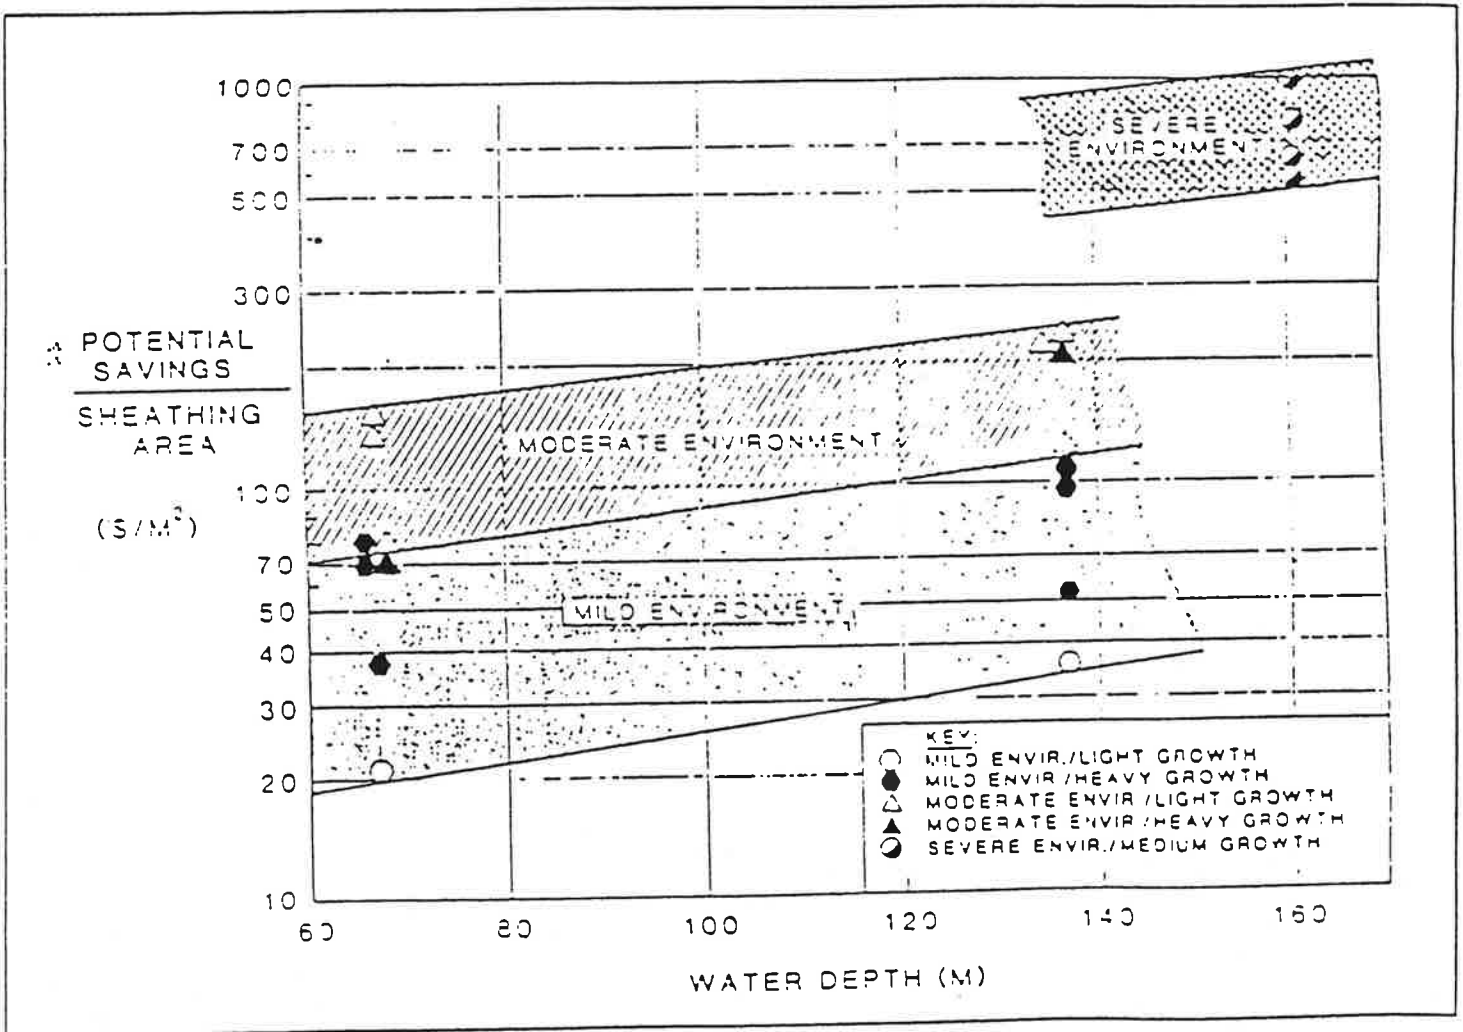 1000
700
500
300
100
70
50
40
30
20
10
POTENTIAL
SAVINGS
SHEATHING
AREA
($/M²)
SEVERE
ENVIRONMENT
MODERATE ENVIRONMENT
MILD ENVIRONMENT
KEY:
MILD ENVIR./LIGHT GROWTH
MILD ENVIR/HEAVY GROWTH
MODERATE ENVIR/LIGHT GROWTH
MODERATE ENVIR/HEAVY GROWTH
SEVERE ENVIR./MEDIUM GROWTH
60 80 100 120 140 160
WATER DEPTH (M)